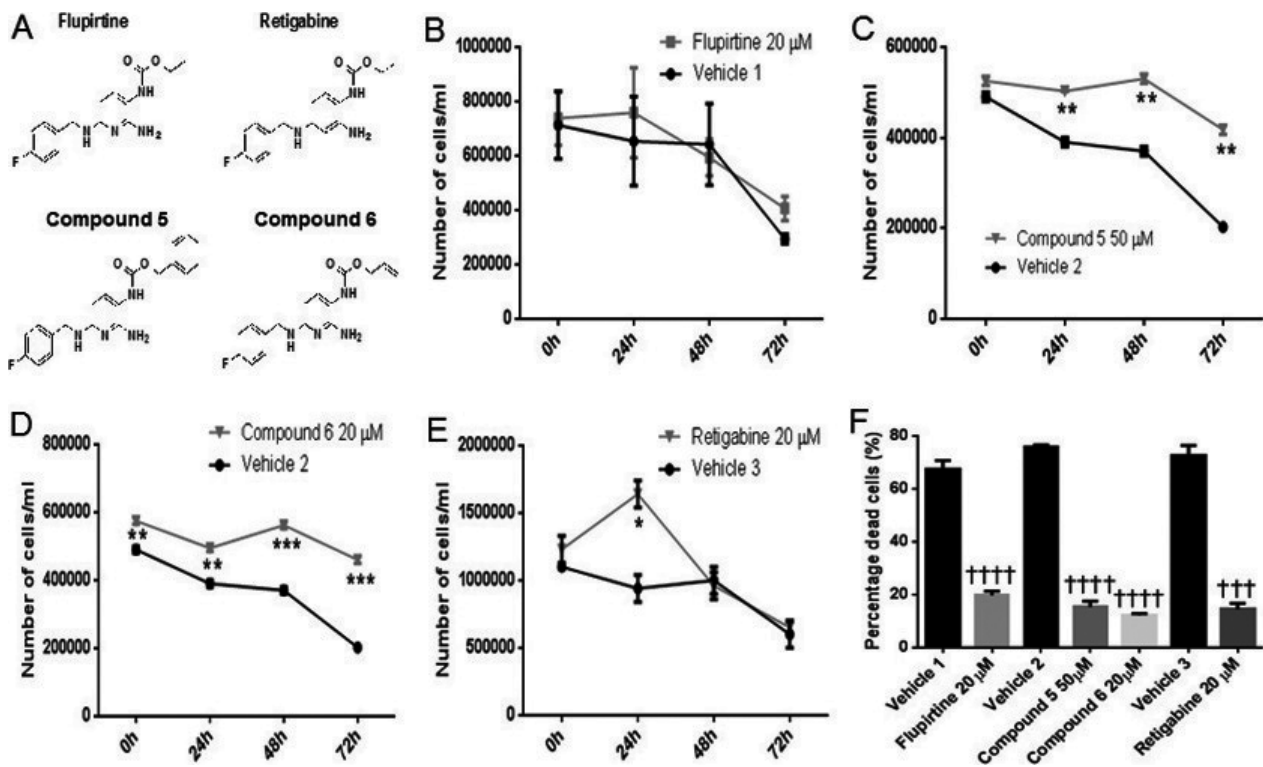 A
Flupirtine
Retigabine
O
O
NH
N
H
N
NH2
F
O
O
NH
N
H
NH2
F
Compound 5
Compound 6
O
O
NH
N
H
N
NH2
F
O
O
NH
N
H
N
NH2
F
B
Flupirtine 20 µM
Vehicle 1
Number of cells/ml
1000000
800000
600000
400000
200000
0
0h
24h
48h
72h
C
Compound 5 50 µM
Vehicle 2
Number of cells/ml
600000
400000
200000
0
**
**
**
0h
24h
48h
72h
D
Compound 6 20 µM
Vehicle 2
Number of cells/ml
800000
600000
400000
200000
0
**
**
***
***
0h
24h
48h
72h
E
Retigabine 20 µM
Vehicle 3
Number of cells/ml
2000000
1500000
1000000
500000
0
*
0h
24h
48h
72h
F
Percentage dead cells (%)
80
60
40
20
0
††††
††††
††††
†††
Vehicle 1
Flupirtine 20 µM
Vehicle 2
Compound 5 50µM
Compound 6 20µM
Vehicle 3
Retigabine 20 µM